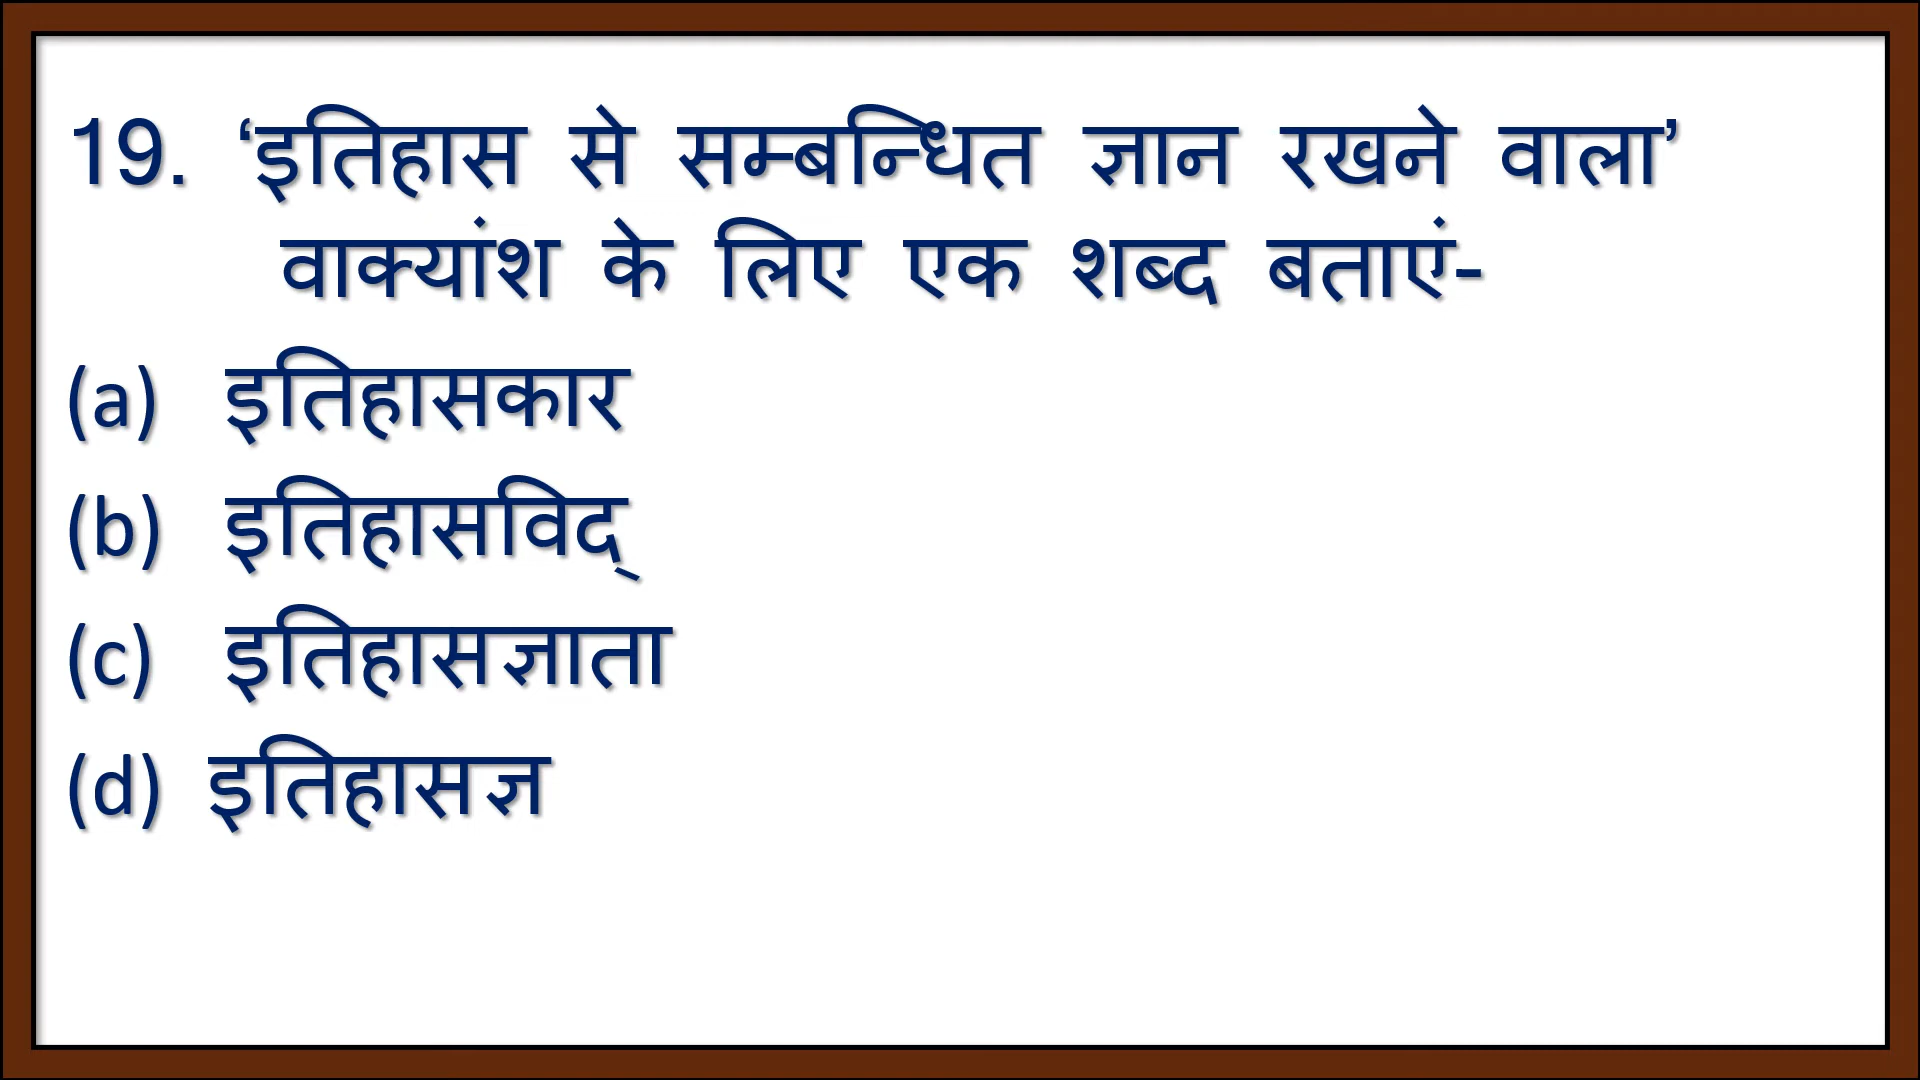 19. ‘इतिहास से सम्बन्धित ज्ञान रखने वाला’
वाक्यांश के लिए एक शब्द बताएं-
(a) इतिहासकार
(b) इतिहासविद्
(c) इतिहासज्ञाता
(d) इतिहासज्ञ